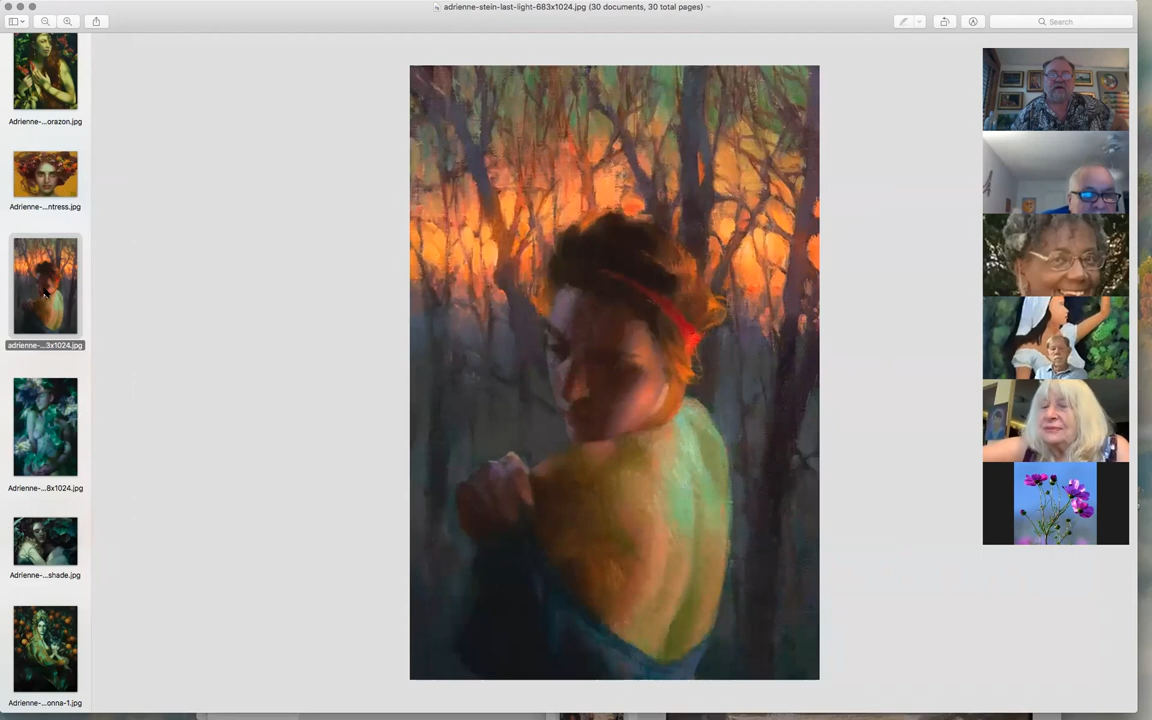 adrienne-stein-last-light-683x1024.jpg (30 documents, 30 total pages)
Search
Adrienne-...orazon.jpg
Adrienne-...ntress.jpg
adrienne-...3x1024.jpg
Adrienne-...8x1024.jpg
Adrienne-...shade.jpg
Adrienne-...onna-1.jpg